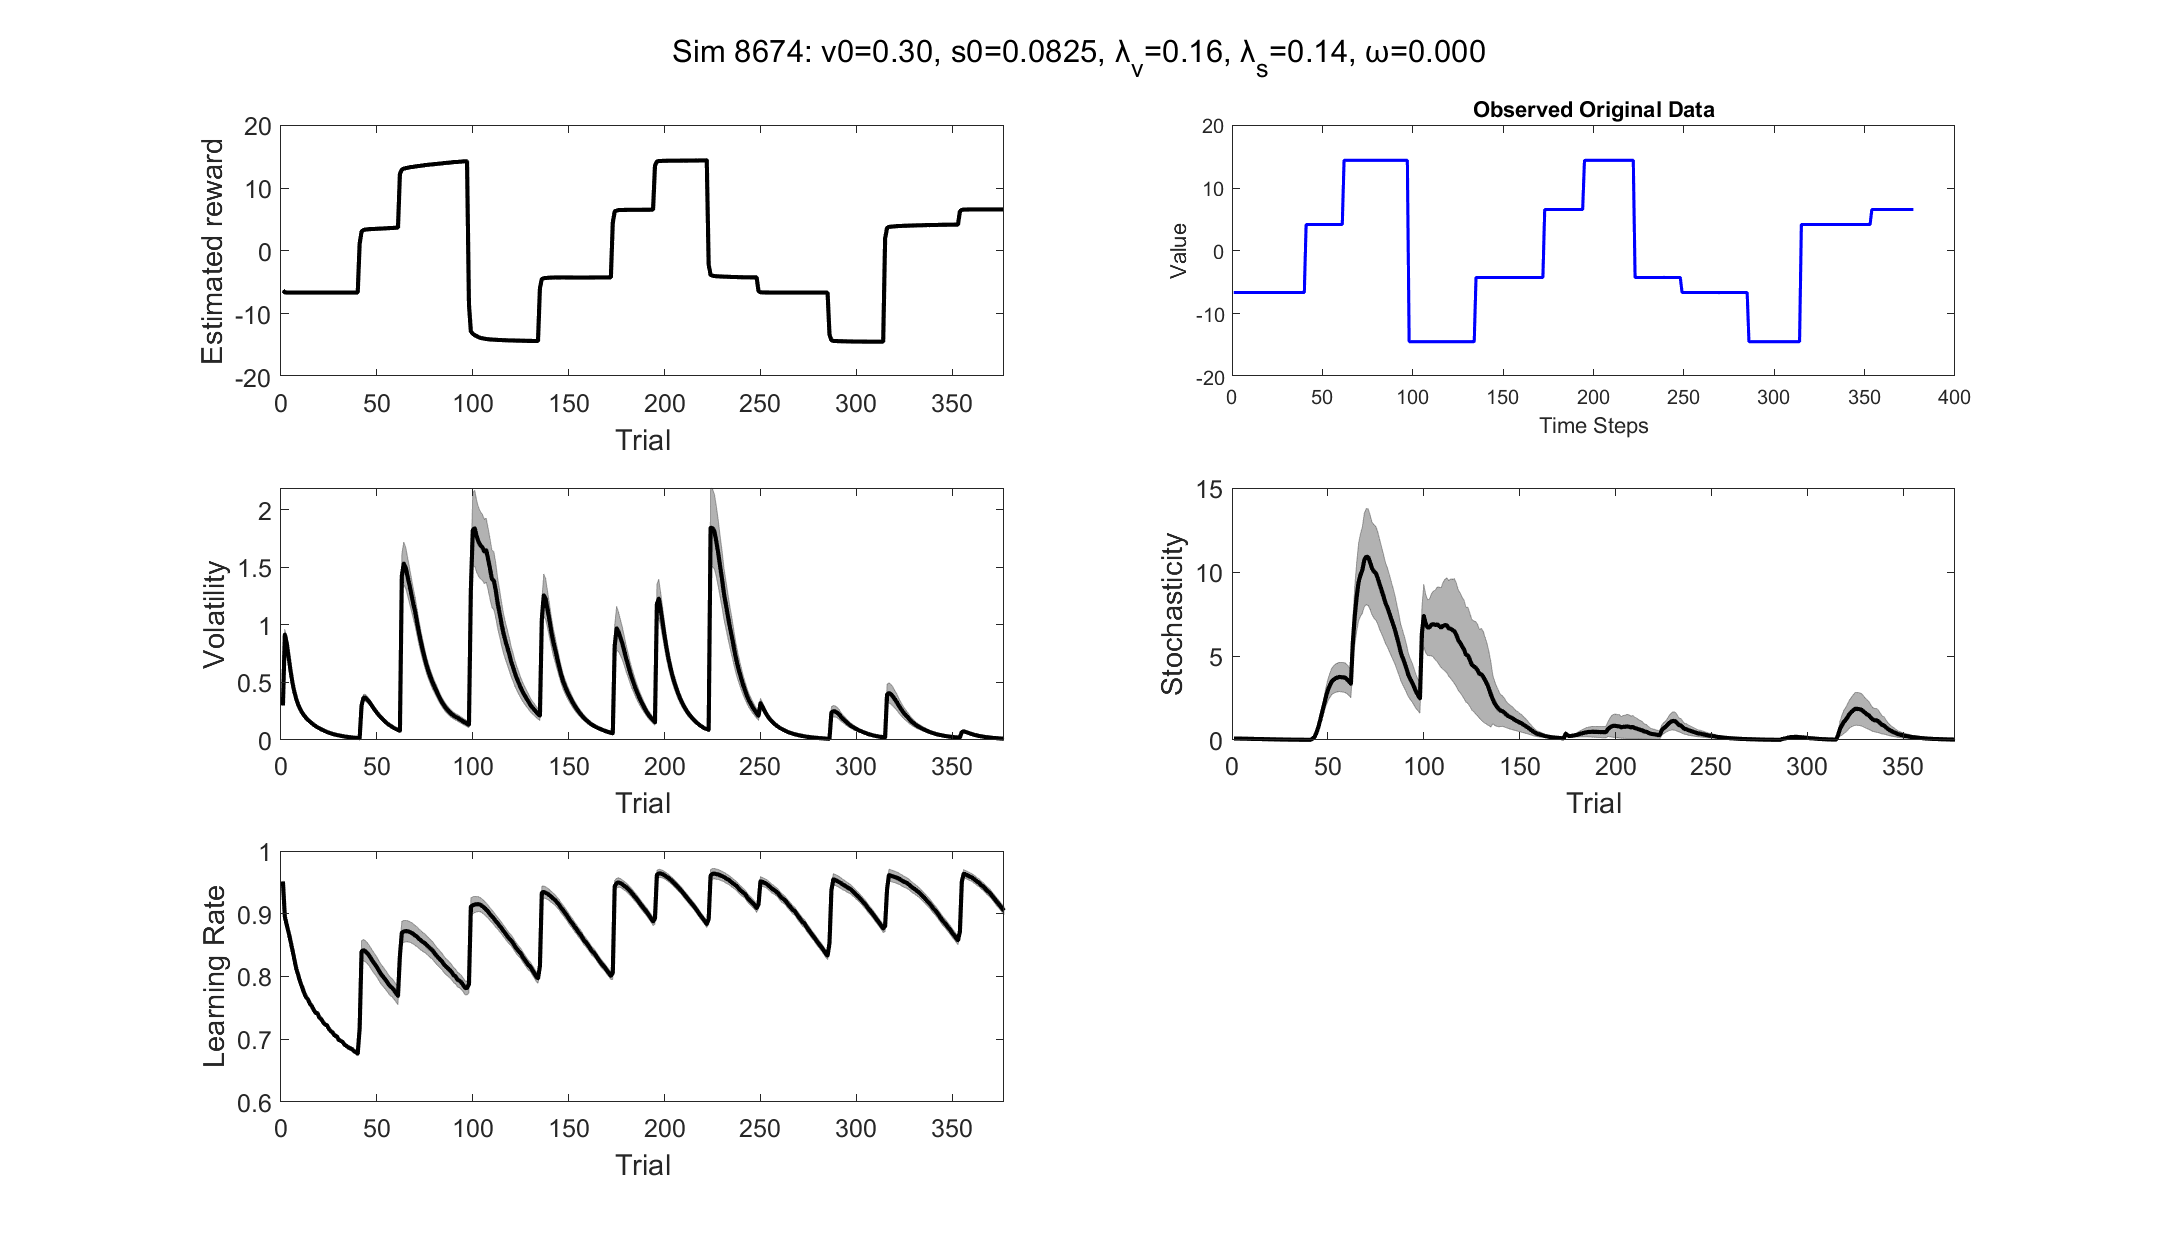 Sim 8674: v0=0.30, s0=0.0825, λv=0.16, λs=0.14, ω=0.000
Estimated reward
20
10
0
-10
-20
0 50 100 150 200 250 300 350
Trial
Observed Original Data
Value
20
10
0
-10
-20
0 50 100 150 200 250 300 350 400
Time Steps
Volatility
2
1.5
1
0.5
0
0 50 100 150 200 250 300 350
Trial
Stochasticity
15
10
5
0
0 50 100 150 200 250 300 350
Trial
Learning Rate
1
0.9
0.8
0.7
0.6
0 50 100 150 200 250 300 350
Trial